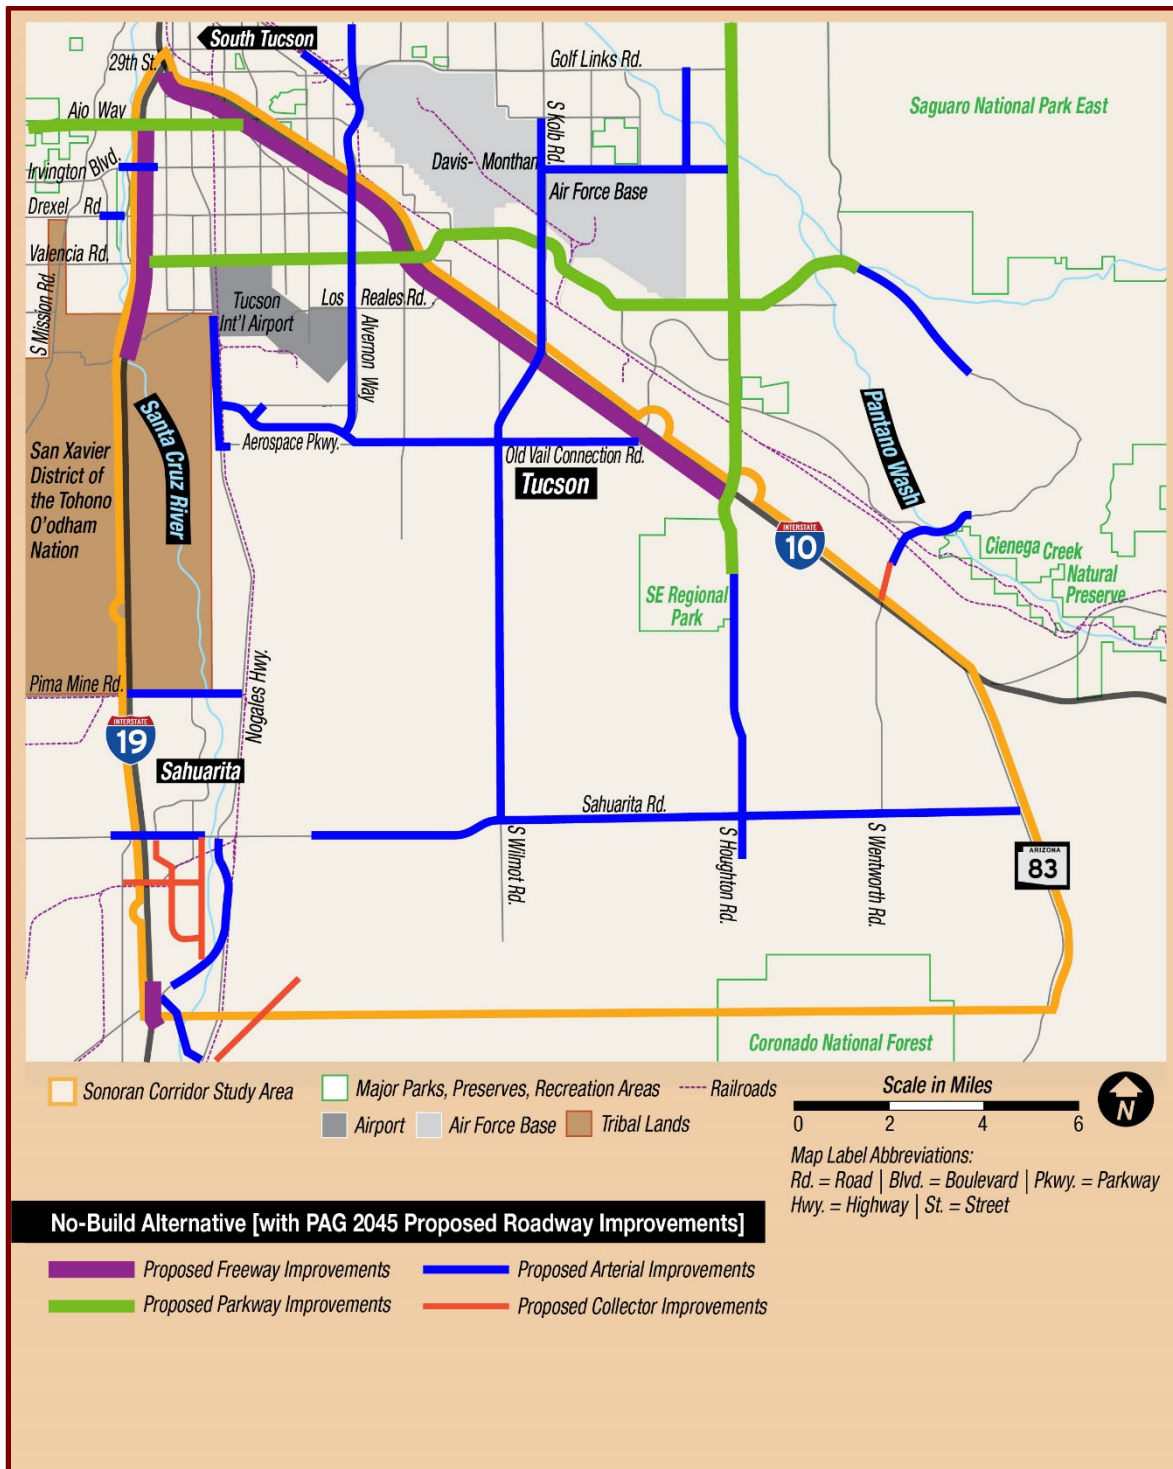 South Tucson
29th St.
Golf Links Rd.
Ajo Way
S Kolb Rd.
Saguaro National Park East
Davis- Monthan
Air Force Base
Irvington Blvd.
Drexel Rd
Valencia Rd.
S Mission Rd.
Tucson
Int'l Airport
Los Reales Rd.
Alvernon Way
Santa Cruz River
Pantano Wash
San Xavier
District of
the Tohono
O'odham
Nation
Aerospace Pkwy.
Old Vail Connection Rd.
Tucson
INTERSTATE
10
Cienega Creek
Natural
Preserve
SE Regional
Park
Nogales Hwy.
Pima Mine Rd.
INTERSTATE
19
Sahuarita
Sahuarita Rd.
S Wilmot Rd.
S Houghton Rd.
S Wentworth Rd.
ARIZONA
83
Coronado National Forest
Sonoran Corridor Study Area
Major Parks, Preserves, Recreation Areas
Railroads
Airport
Air Force Base
Tribal Lands
Scale in Miles
0 2 4 6
N
Map Label Abbreviations:
Rd. = Road | Blvd. = Boulevard | Pkwy. = Parkway
Hwy. = Highway | St. = Street
No-Build Alternative [with PAG 2045 Proposed Roadway Improvements]
Proposed Freeway Improvements
Proposed Arterial Improvements
Proposed Parkway Improvements
Proposed Collector Improvements